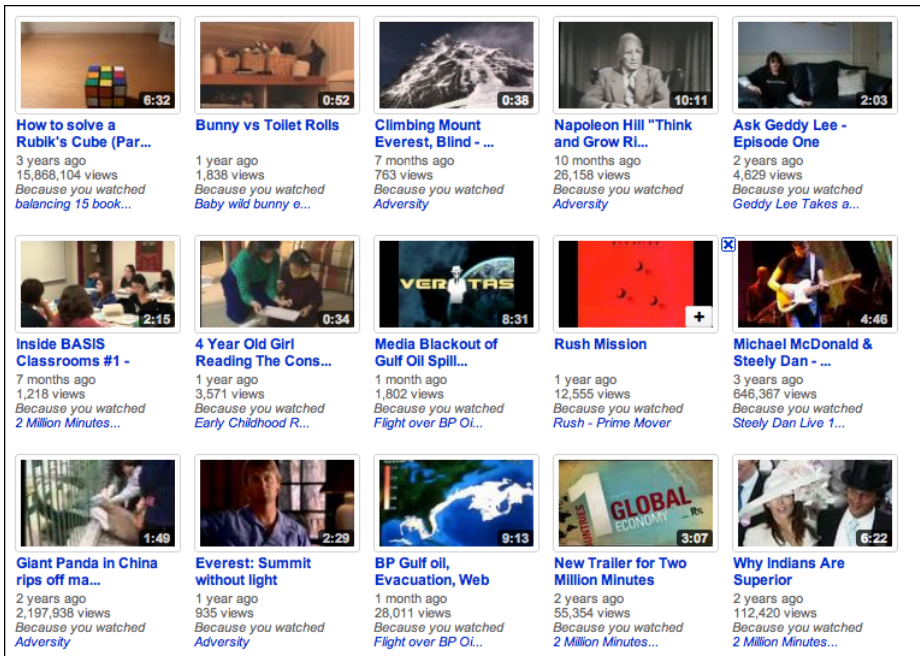 6:32
0:52
0:38
10:11
2:03
How to solve a
Rubik's Cube (Par...
3 years ago
15,868,104 views
Because you watched
balancing 15 book...
Bunny vs Toilet Rolls
1 year ago
1,838 views
Because you watched
Baby wild bunny e...
Climbing Mount
Everest, Blind - ...
7 months ago
763 views
Because you watched
Adversity
Napoleon Hill "Think
and Grow Ri...
10 months ago
26,158 views
Because you watched
Adversity
Ask Geddy Lee -
Episode One
2 years ago
4,629 views
Because you watched
Geddy Lee Takes a...
2:15
0:34
VERITAS
8:31
+
4:46
Inside BASIS
Classrooms #1 -
7 months ago
1,218 views
Because you watched
2 Million Minutes...
4 Year Old Girl
Reading The Cons...
1 year ago
3,571 views
Because you watched
Early Childhood R...
Media Blackout of
Gulf Oil Spill...
1 month ago
1,802 views
Because you watched
Flight over BP Oi...
Rush Mission
1 year ago
12,555 views
Because you watched
Rush - Prime Mover
Michael McDonald &
Steely Dan - ...
3 years ago
646,367 views
Because you watched
Steely Dan Live 1...
1:49
2:29
9:13
1
GLOBAL
ECONOMY
3:07
6:22
Giant Panda in China
rips off ma...
2 years ago
2,197,938 views
Because you watched
Adversity
Everest: Summit
without light
1 year ago
935 views
Because you watched
Adversity
BP Gulf oil,
Evacuation, Web
1 month ago
28,011 views
Because you watched
Flight over BP Oi...
New Trailer for Two
Million Minutes
2 years ago
55,354 views
Because you watched
2 Million Minutes...
Why Indians Are
Superior
2 years ago
112,420 views
Because you watched
2 Million Minutes...